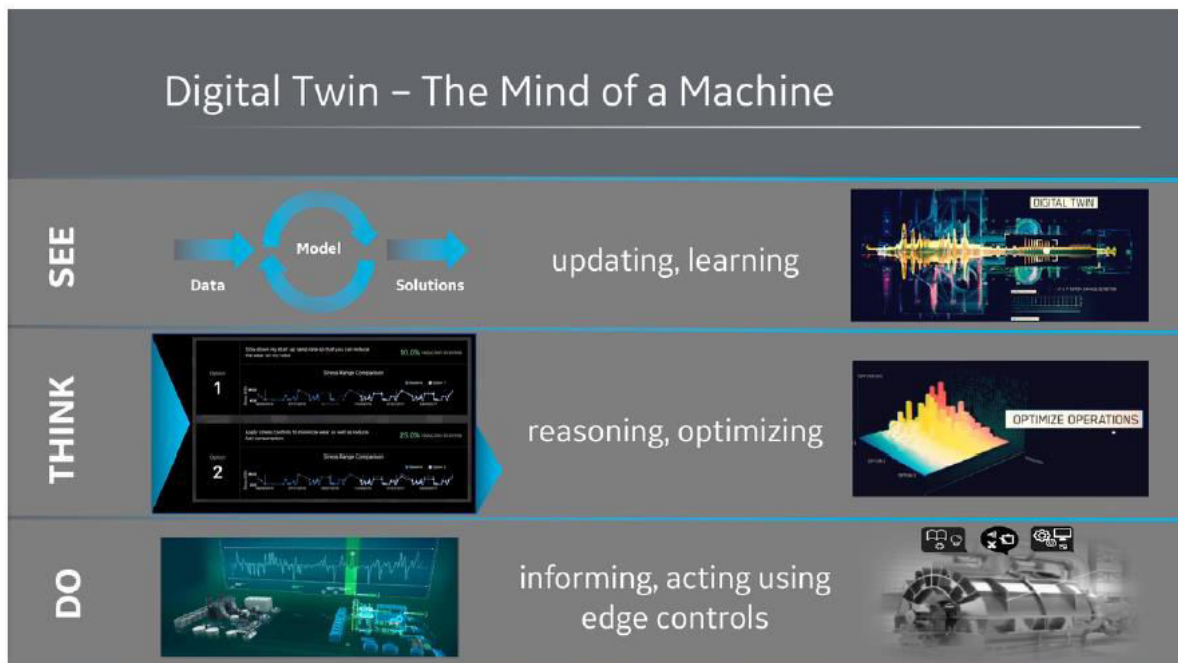 Digital Twin – The Mind of a Machine
SEE
Data
Model
Solutions
updating, learning
DIGITAL TWIN
THINK
Option
1
10.0%
Stress Range Comparison
Option
2
25.0%
Stress Range Comparison
reasoning, optimizing
OPTIMIZE OPERATIONS
DO
informing, acting using
edge controls